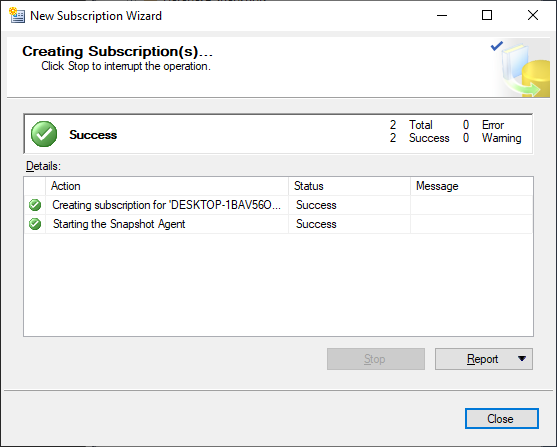 New Subscription Wizard
Creating Subscription(s)...
Click Stop to interrupt the operation.
Success
2 Total 0 Error
2 Success 0 Warning
Details:
Action Status Message
Creating subscription for 'DESKTOP-1BAV56O... Success
Starting the Snapshot Agent Success
Stop Report
Close